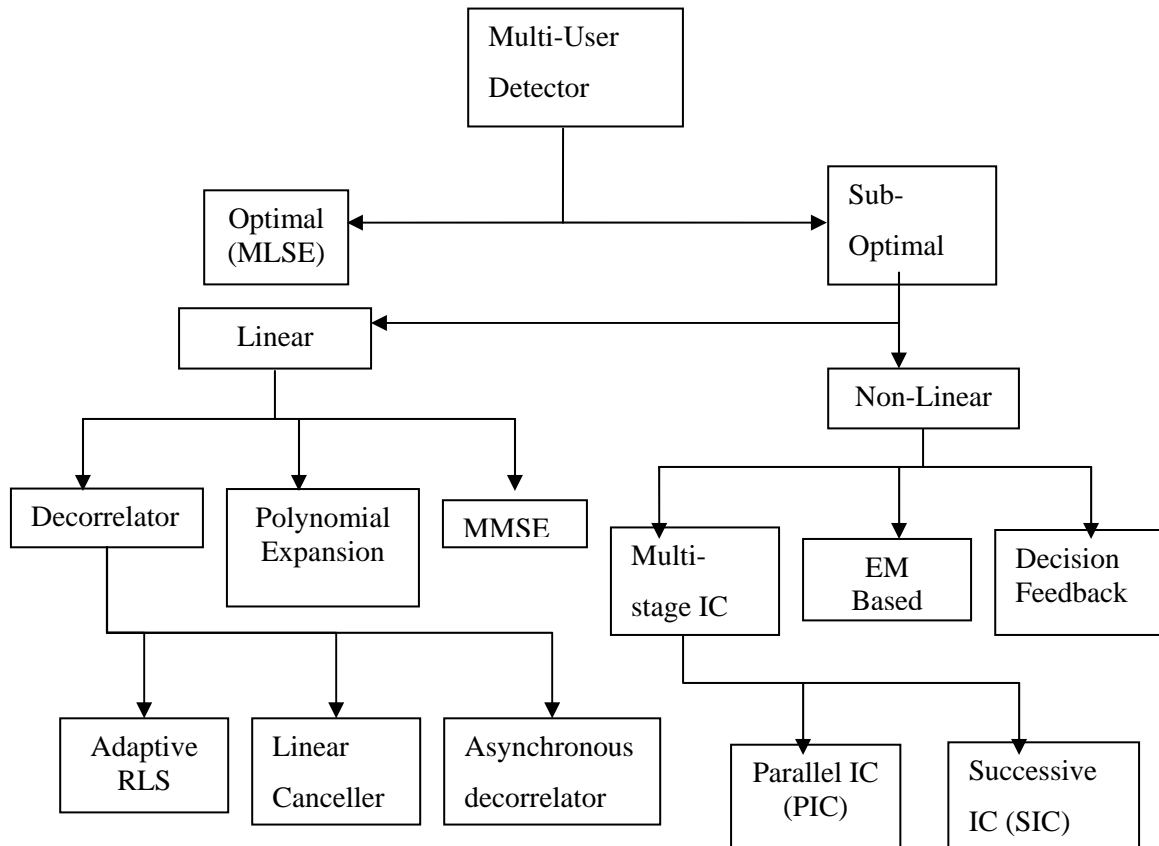 Multi-User
Detector
Optimal
(MLSE)
Sub-
Optimal
Linear
Non-Linear
Decorrelator
Polynomial
Expansion
MMSE
Multi-
stage IC
EM
Based
Decision
Feedback
Adaptive
RLS
Linear
Canceller
Asynchronous
decorrelator
Parallel IC
(PIC)
Successive
IC (SIC)